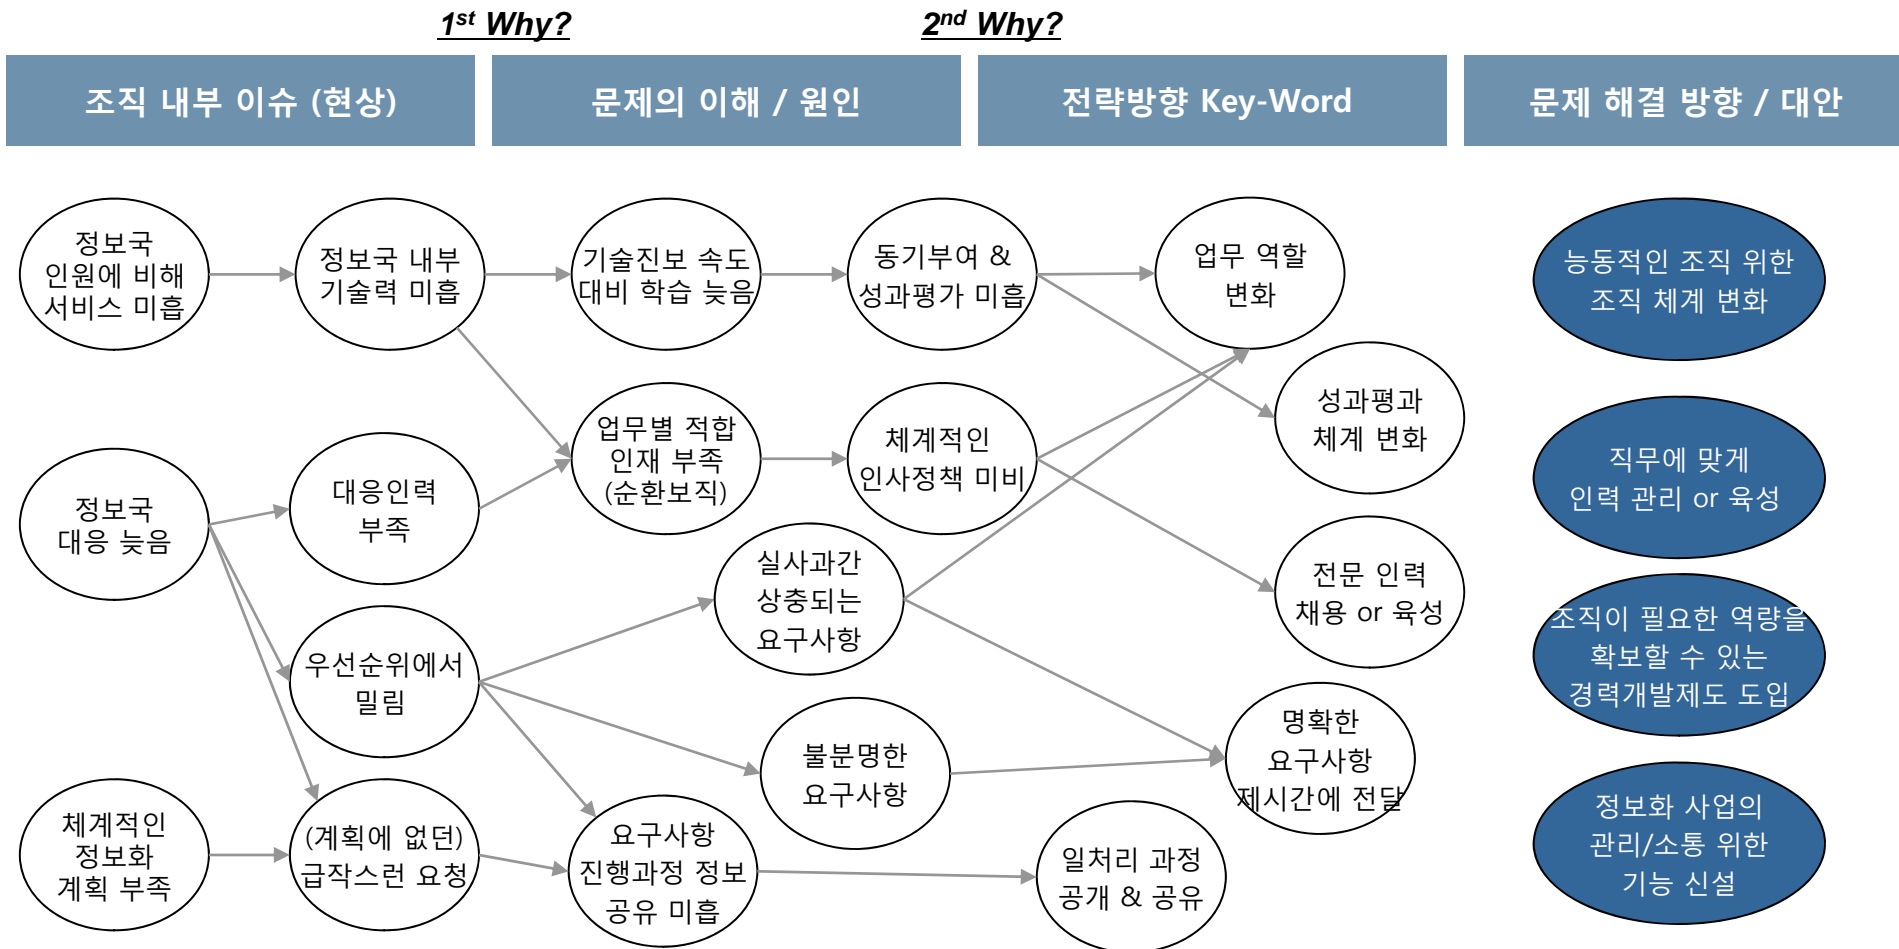 1st Why?
2nd Why?
조직 내부 이슈 (현상)
문제의 이해 / 원인
전략방향 Key-Word
문제 해결 방향 / 대안
정보국
인원에 비해
서비스 미흡
정보국 내부
기술력 미흡
기술진보 속도
대비 학습 늦음
동기부여 &
성과평가 미흡
업무 역할
변화
능동적인 조직 위한
조직 체계 변화
성과평과
체계 변화
업무별 적합
인재 부족
(순환보직)
체계적인
인사정책 미비
직무에 맞게
인력 관리 or 육성
정보국
대응 늦음
대응인력
부족
실사과간
상충되는
요구사항
전문 인력
채용 or 육성
조직이 필요한 역량을
확보할 수 있는
경력개발제도 도입
우선순위에서
밀림
불분명한
요구사항
명확한
요구사항
제시간에 전달
체계적인
정보화
계획 부족
(계획에 없던)
급작스런 요청
요구사항
진행과정 정보
공유 미흡
일처리 과정
공개 & 공유
정보화 사업의
관리/소통 위한
기능 신설